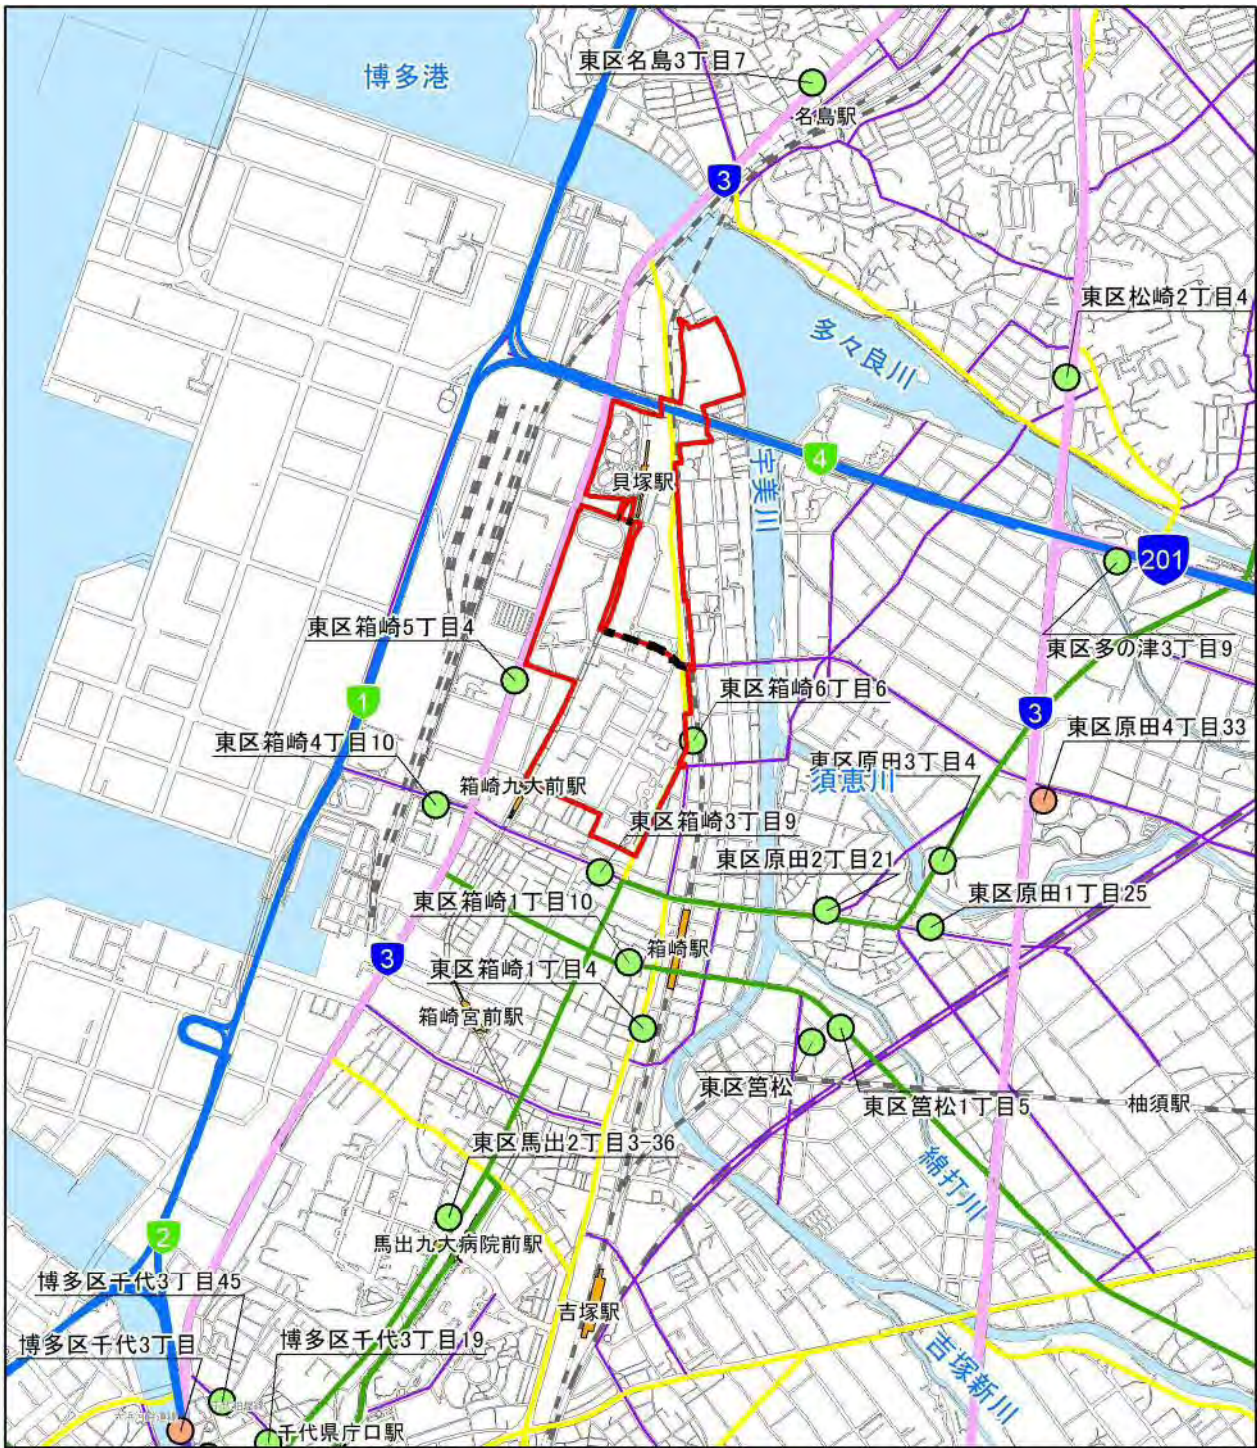 東区名島3丁目7
博多港
名島駅
3
東区松崎2丁目4
多々良川
4
宇美川
貝塚駅
201
東区箱崎5丁目4
東区多の津3丁目9
東区箱崎6丁目6
1
3
東区原田4丁目33
東区箱崎4丁目10
東区原田3丁目4
須恵川
箱崎九大前駅
東区箱崎3丁目9
東区原田2丁目21
東区原田1丁目25
東区箱崎1丁目10
箱崎駅
3
東区箱崎1丁目4
箱崎宮前駅
東区筥松
東区筥松1丁目5
柚須駅
東区馬出2丁目3-36
綿打川
2
馬出九大病院前駅
博多区千代3丁目45
吉塚駅
博多区千代3丁目
博多区千代3丁目19
吉塚新川
千代県庁口駅